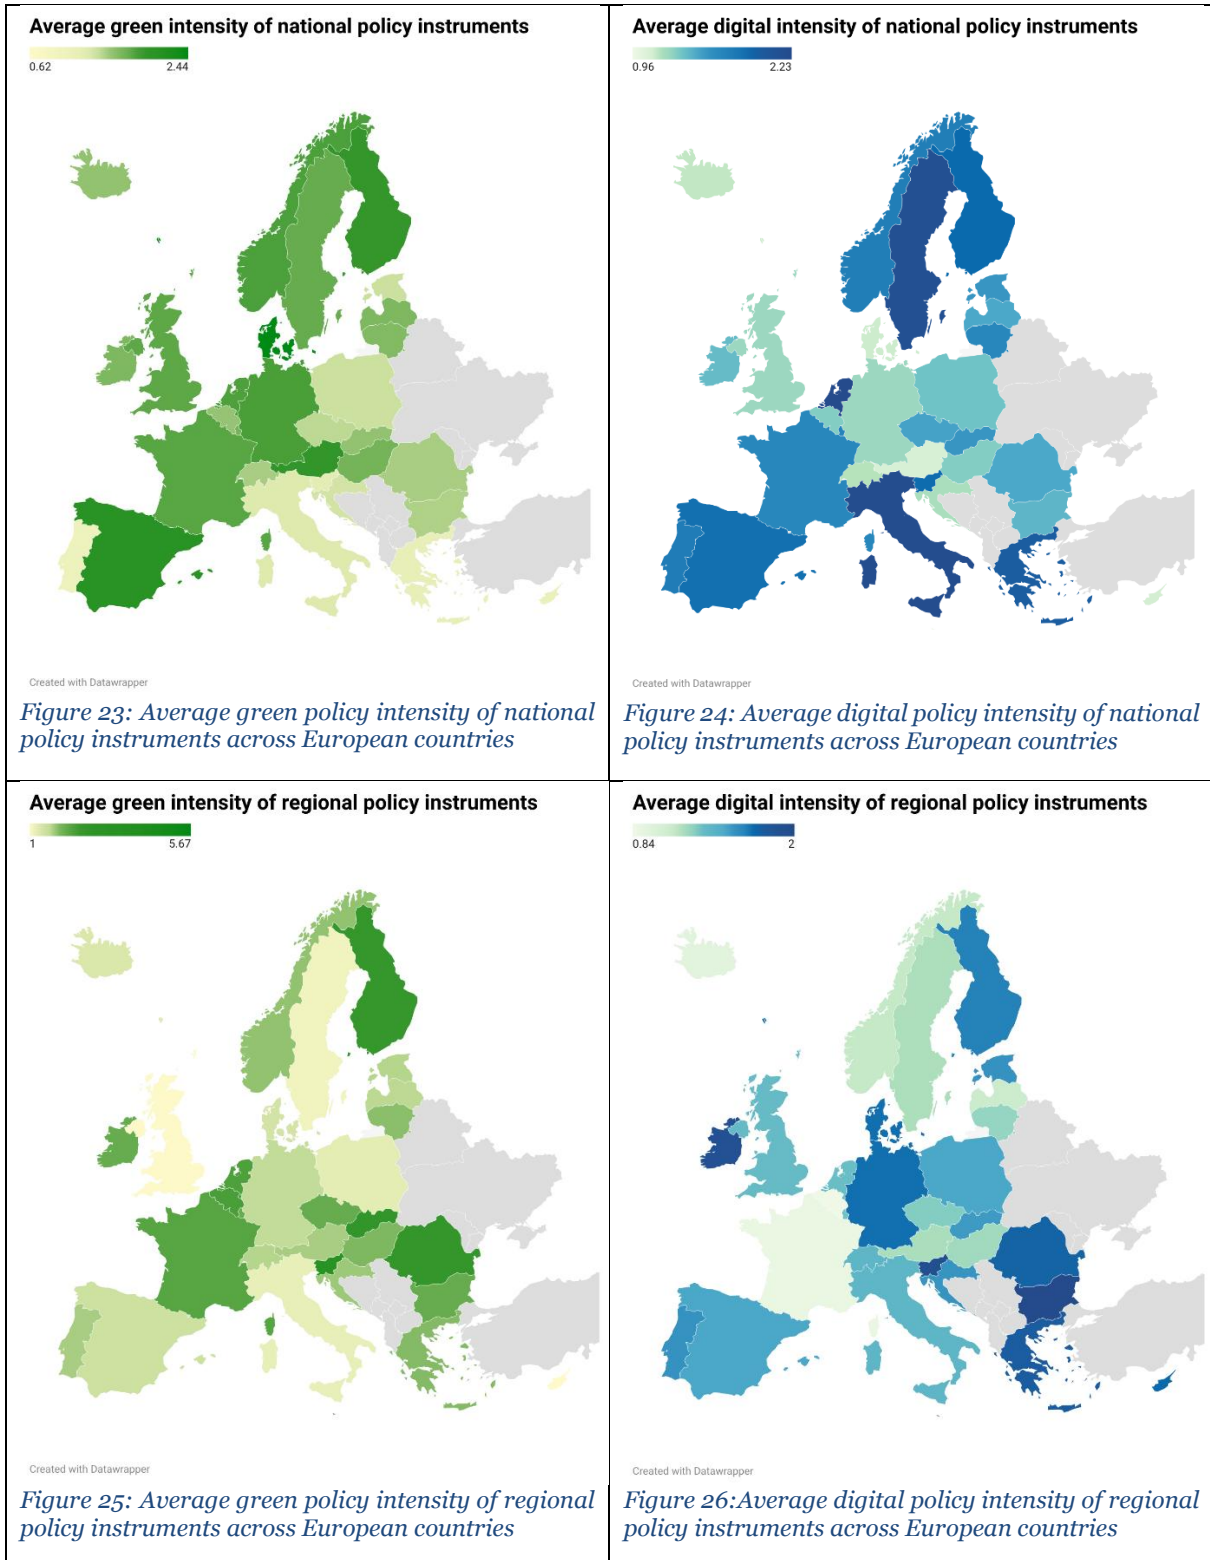 Average green intensity of national policy instruments
0.62 2.44
Created with Datawrapper
Figure 23: Average green policy intensity of national
policy instruments across European countries
Average digital intensity of national policy instruments
0.96 2.23
Created with Datawrapper
Figure 24: Average digital policy intensity of national
policy instruments across European countries
Average green intensity of regional policy instruments
1 5.67
Created with Datawrapper
Figure 25: Average green policy intensity of regional
policy instruments across European countries
Average digital intensity of regional policy instruments
0.84 2
Created with Datawrapper
Figure 26:Average digital policy intensity of regional
policy instruments across European countries